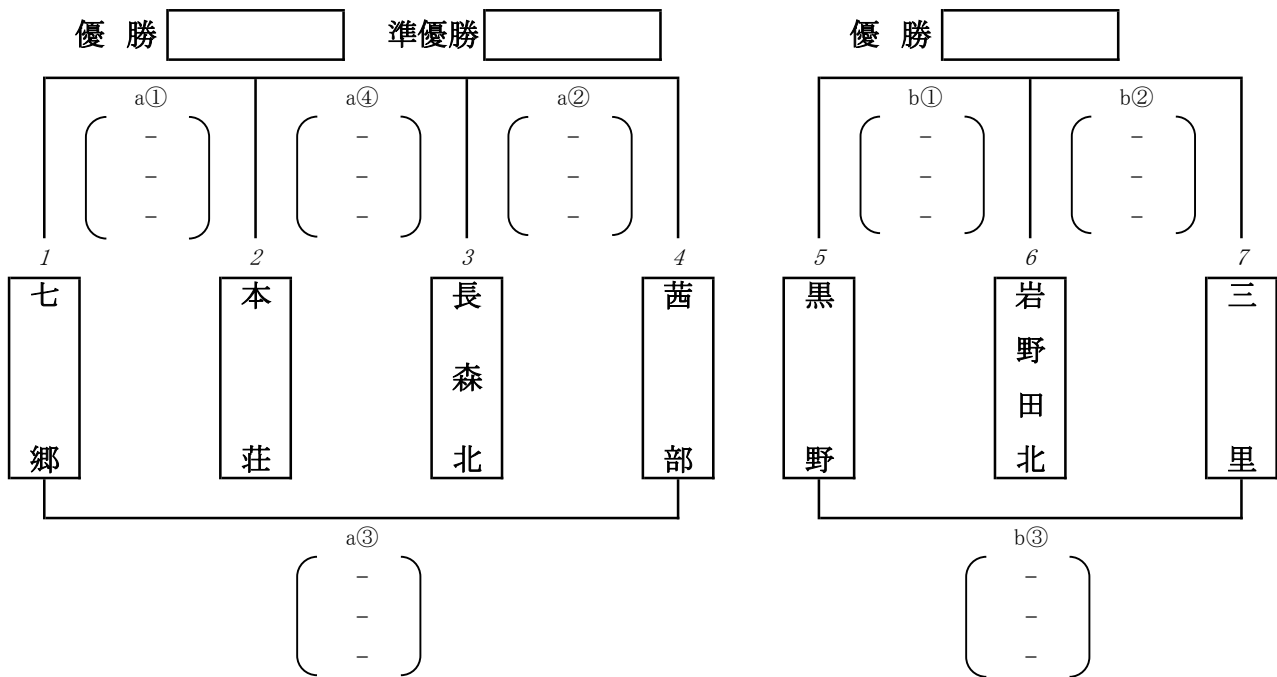 優 勝 準優勝 優 勝
a① a④ a② b① b②
－ － － － －
－ － － － －
－ － － － －
1 2 3 4 5 6 7
七郷 本荘 長森北 茜部 黒野 岩野田北 三里
a③ b③
－ －
－ －
－ －